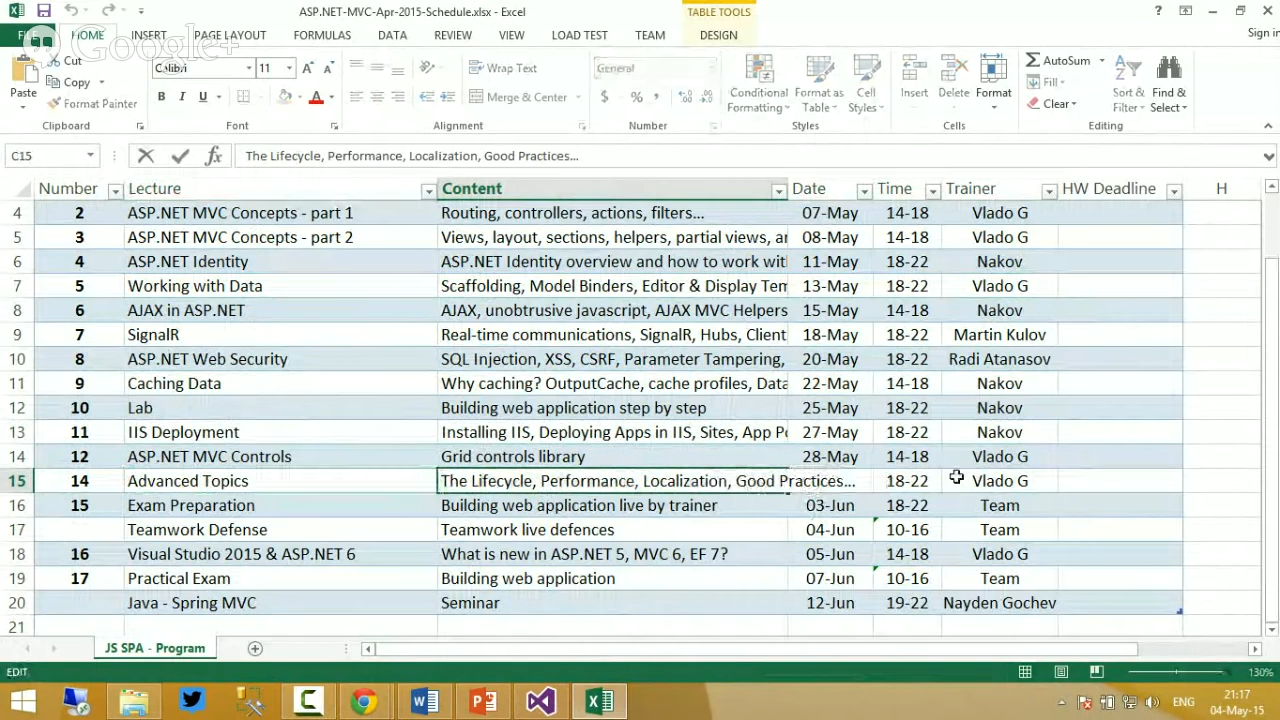 ASP.NET-MVC-Apr-2015-Schedule.xlsx - Excel
TABLE TOOLS
?
Google+
FILE HOME INSERT PAGE LAYOUT FORMULAS DATA REVIEW VIEW LOAD TEST TEAM DESIGN
Sign in
Paste
Cut
Copy
Format Painter
Calibri 11
B I U
Wrap Text
Merge & Center
General
$ % ,
Conditional Formatting
Format as Table
Cell Styles
Insert
Delete
Format
AutoSum
Fill
Clear
Sort & Filter
Find & Select
Clipboard Font Alignment Number Styles Cells Editing
C15 fx The Lifecycle, Performance, Localization, Good Practices...
Number Lecture Content Date Time Trainer HW Deadline H
4 2 ASP.NET MVC Concepts - part 1 Routing, controllers, actions, filters... 07-May 14-18 Vlado G
5 3 ASP.NET MVC Concepts - part 2 Views, layout, sections, helpers, partial views, ar 08-May 14-18 Vlado G
6 4 ASP.NET Identity ASP.NET Identity overview and how to work wit 11-May 18-22 Nakov
7 5 Working with Data Scaffolding, Model Binders, Editor & Display Tem 13-May 18-22 Vlado G
8 6 AJAX in ASP.NET AJAX, unobtrusive javascript, AJAX MVC Helpers 15-May 14-18 Nakov
9 7 SignalR Real-time communications, SignalR, Hubs, Client 18-May 18-22 Martin Kulov
10 8 ASP.NET Web Security SQL Injection, XSS, CSRF, Parameter Tampering, 20-May 18-22 Radi Atanasov
11 9 Caching Data Why caching? OutputCache, cache profiles, Data 22-May 14-18 Nakov
12 10 Lab Building web application step by step 25-May 18-22 Nakov
13 11 IIS Deployment Installing IIS, Deploying Apps in IIS, Sites, App P 27-May 18-22 Nakov
14 12 ASP.NET MVC Controls Grid controls library 28-May 14-18 Vlado G
15 14 Advanced Topics The Lifecycle, Performance, Localization, Good Practices... 18-22 Vlado G
16 15 Exam Preparation Building web application live by trainer 03-Jun 18-22 Team
17 Teamwork Defense Teamwork live defences 04-Jun 10-16 Team
18 16 Visual Studio 2015 & ASP.NET 6 What is new in ASP.NET 5, MVC 6, EF 7? 05-Jun 14-18 Vlado G
19 17 Practical Exam Building web application 07-Jun 10-16 Team
20 Java - Spring MVC Seminar 12-Jun 19-22 Nayden Gochev
21
JS SPA - Program
EDIT 130%
ENG
21:17
04-May-15